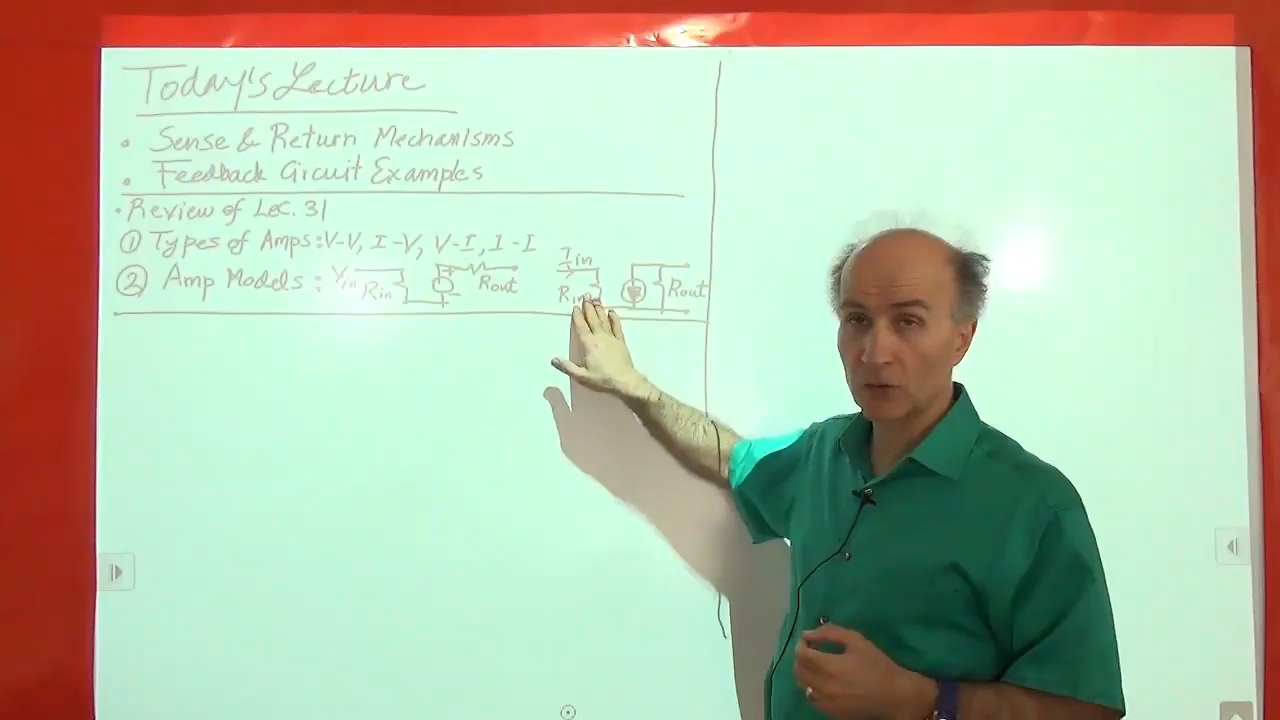 Today's Lecture
• Sense & Return Mechanisms
• Feedback Circuit Examples
• Review of Lec. 31
① Types of Amps: V-V, I-V, V-I, I-I
② Amp Models: Vin Rin Rout Iin Rin Rout